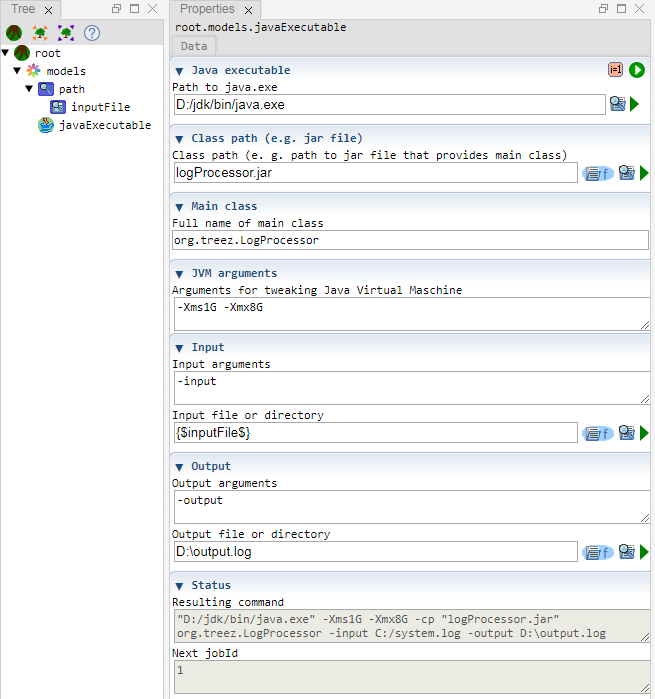 Tree
root
models
path
inputFile
javaExecutable
Properties
root.models.javaExecutable
Data
Java executable
Path to java.exe
D:/jdk/bin/java.exe
Class path (e.g. jar file)
Class path (e. g. path to jar file that provides main class)
logProcessor.jar
Main class
Full name of main class
org.treez.LogProcessor
JVM arguments
Arguments for tweaking Java Virtual Maschine
-Xms1G -Xmx8G
Input
Input arguments
-input
Input file or directory
{$inputFile$}
Output
Output arguments
-output
Output file or directory
D:\output.log
Status
Resulting command
"D:/jdk/bin/java.exe" -Xms1G -Xmx8G -cp "logProcessor.jar"
org.treez.LogProcessor -input C:/system.log -output D:\output.log
Next jobId
1